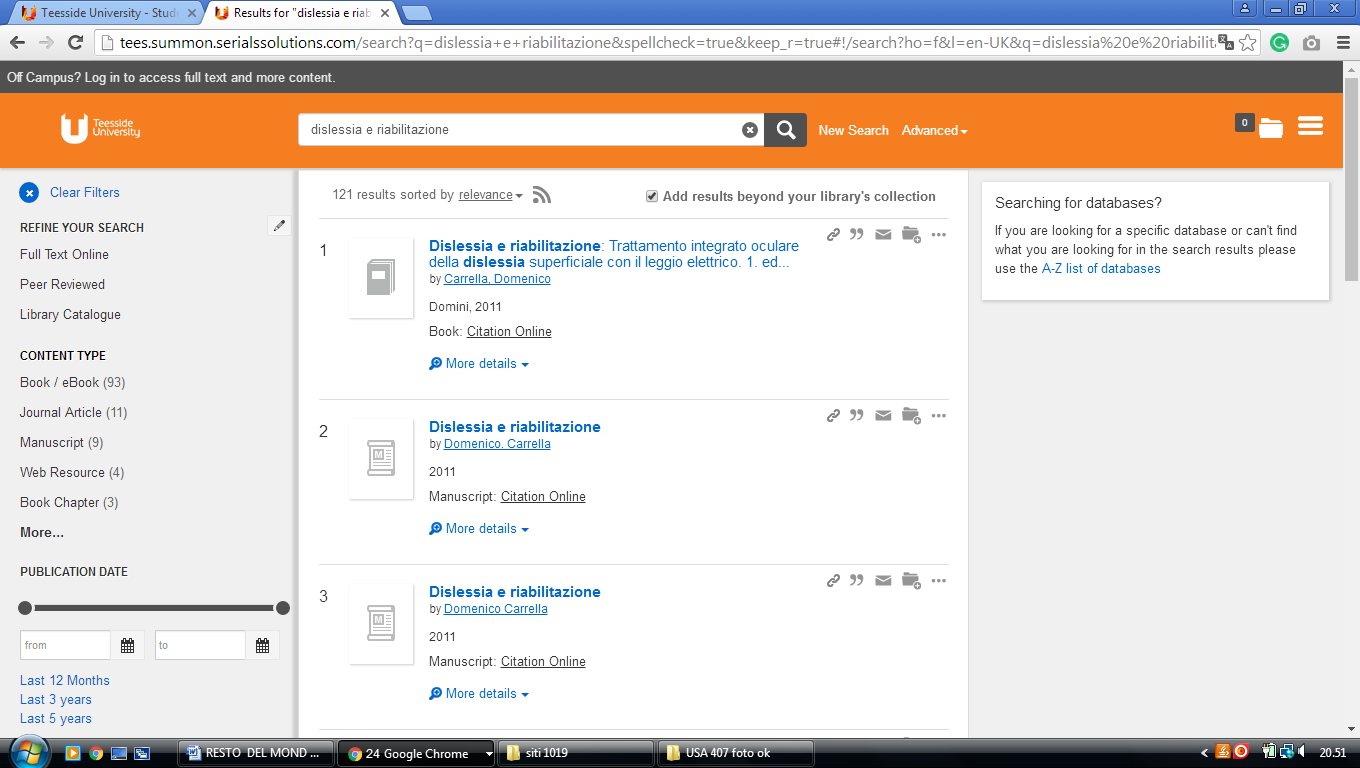 Teesside University - Stud
Results for "dislessia e riab
tees.summon.serialssolutions.com/search?q=dislessia+e+riabilitazione&spellcheck=true&keep_r=true#!/search?ho=f&l=en-UK&q=dislessia%20e%20riabilit
Off Campus? Log in to access full text and more content.
Teesside
University
dislessia e riabilitazione
New Search
Advanced
0
Clear Filters
REFINE YOUR SEARCH
Full Text Online
Peer Reviewed
Library Catalogue
CONTENT TYPE
Book / eBook (93)
Journal Article (11)
Manuscript (9)
Web Resource (4)
Book Chapter (3)
More...
PUBLICATION DATE
from
to
Last 12 Months
Last 3 years
Last 5 years
121 results sorted by relevance
Add results beyond your library's collection
1
Dislessia e riabilitazione: Trattamento integrato oculare
della dislessia superficiale con il leggio elettrico. 1. ed...
by Carrella, Domenico
Domini, 2011
Book: Citation Online
More details
2
Dislessia e riabilitazione
by Domenico. Carrella
2011
Manuscript: Citation Online
More details
3
Dislessia e riabilitazione
by Domenico Carrella
2011
Manuscript: Citation Online
More details
Searching for databases?
If you are looking for a specific database or can't find
what you are looking for in the search results please
use the A-Z list of databases
RESTO DEL MOND ...
24 Google Chrome
siti 1019
USA 407 foto ok
20.51